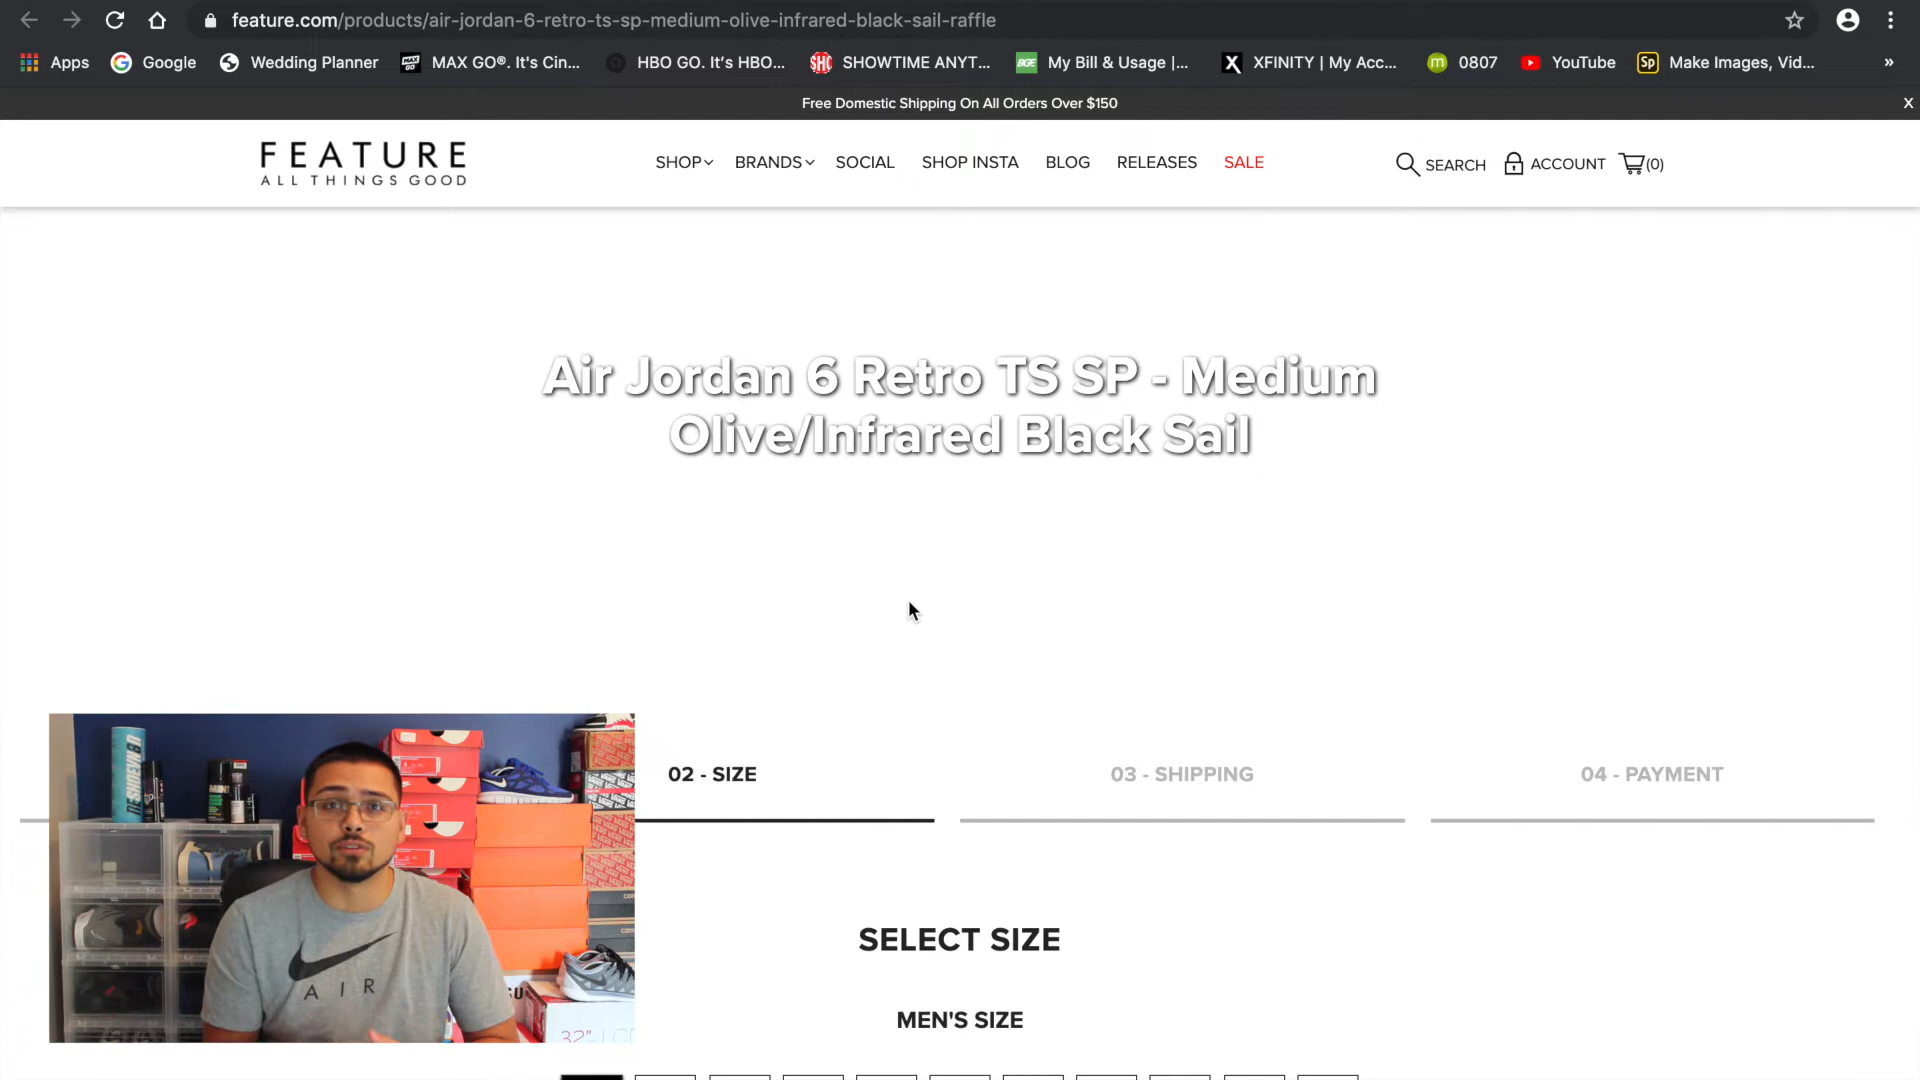 feature.com/products/air-jordan-6-retro-ts-sp-medium-olive-infrared-black-sail-raffle
Apps Google Wedding Planner MAX GO®. It's Cin... HBO GO. It's HBO... SHOWTIME ANYT... My Bill & Usage |... XFINITY | My Acc... 0807 YouTube Make Images, Vid... »
Free Domestic Shipping On All Orders Over $150 X
FEATURE
ALL THINGS GOOD
SHOP BRANDS SOCIAL SHOP INSTA BLOG RELEASES SALE SEARCH ACCOUNT (0)
Air Jordan 6 Retro TS SP - Medium
Olive/Infrared Black Sail
02 - SIZE 03 - SHIPPING 04 - PAYMENT
SELECT SIZE
MEN'S SIZE
AIR
32"